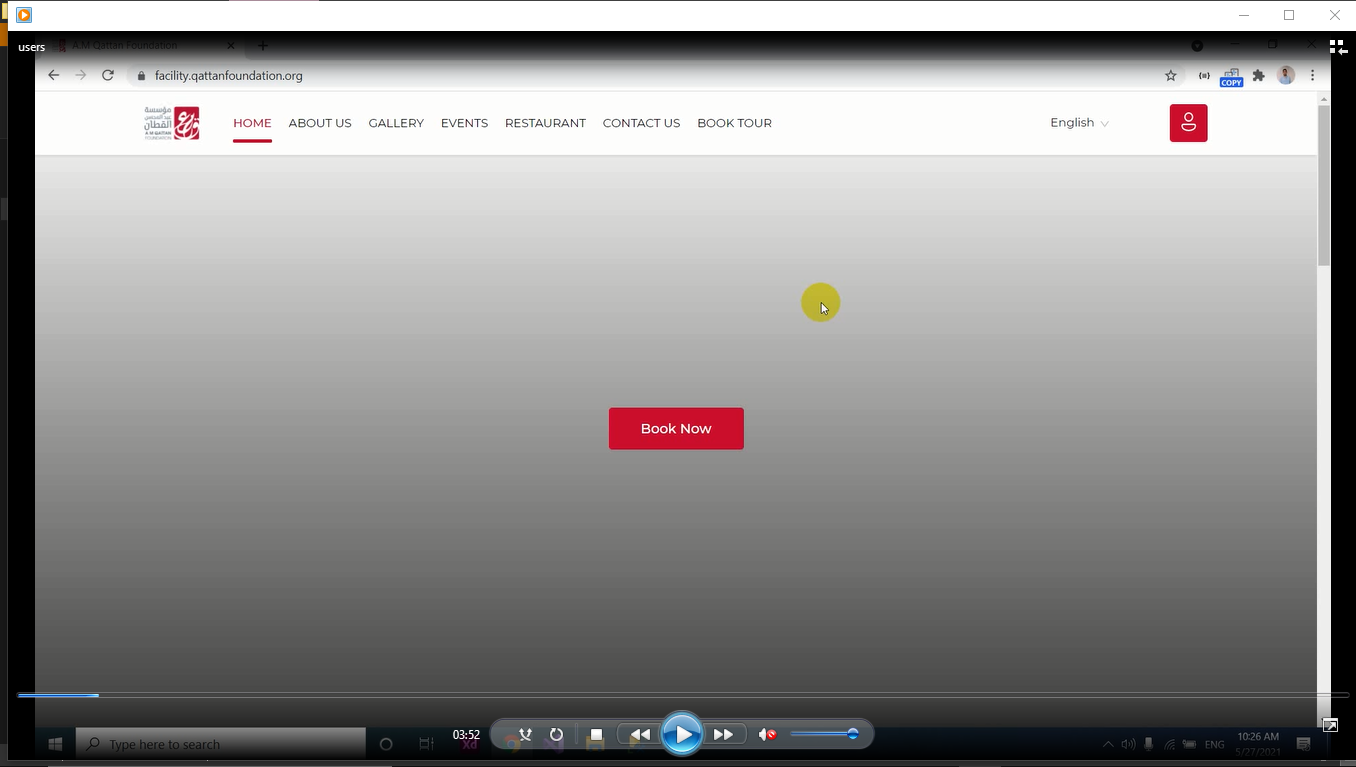 users
A.M Qattan Foundation
facility.qattanfoundation.org
COPY
مؤسسة
عبد المحسن
القطان
A.M.QATTAN
FOUNDATION
HOME ABOUT US GALLERY EVENTS RESTAURANT CONTACT US BOOK TOUR English
Book Now
03:52
Type here to search
Xd
ENG
10:26 AM
5/27/2021